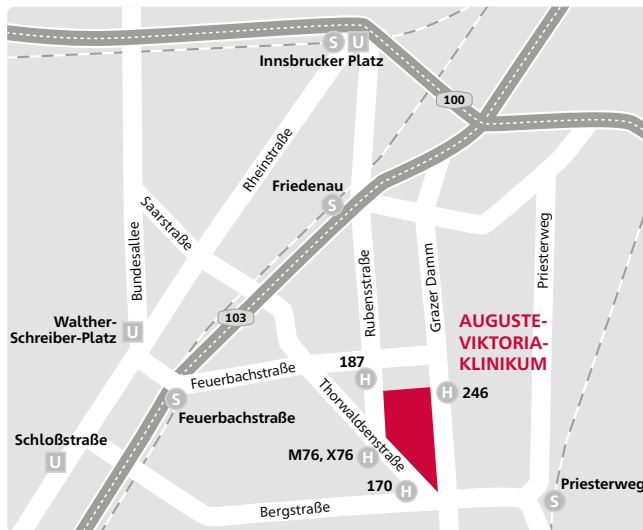 S U
Innsbrucker Platz
100
Rheinstraße
Friedenau
S
Saarstraße
Bundesallee
Priesterweg
Rubensstraße
Grazer Damm
103
Walther-
Schreiber-Platz
U
AUGUSTE-
VIKTORIA-
KLINIKUM
187
H
Feuerbachstraße
H 246
S
Feuerbachstraße
Thorwaldsenstraße
Schloßstraße
U
M76, X76 H
170 H
Bergstraße
Priesterweg
S